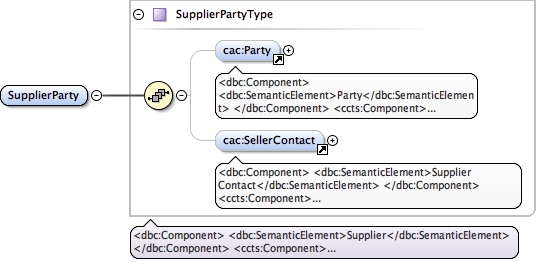 SupplierPartyType
cac:Party
<dbc:Component>
<dbc:SemanticElement>Party</dbc:SemanticElemen
t> </dbc:Component> <ccts:Component>...
SupplierParty
cac:SellerContact
<dbc:Component> <dbc:SemanticElement>Supplier
Contact</dbc:SemanticElement> </dbc:Component>
<ccts:Component>...
<dbc:Component> <dbc:SemanticElement>Supplier</dbc:SemanticElement>
</dbc:Component> <ccts:Component>...